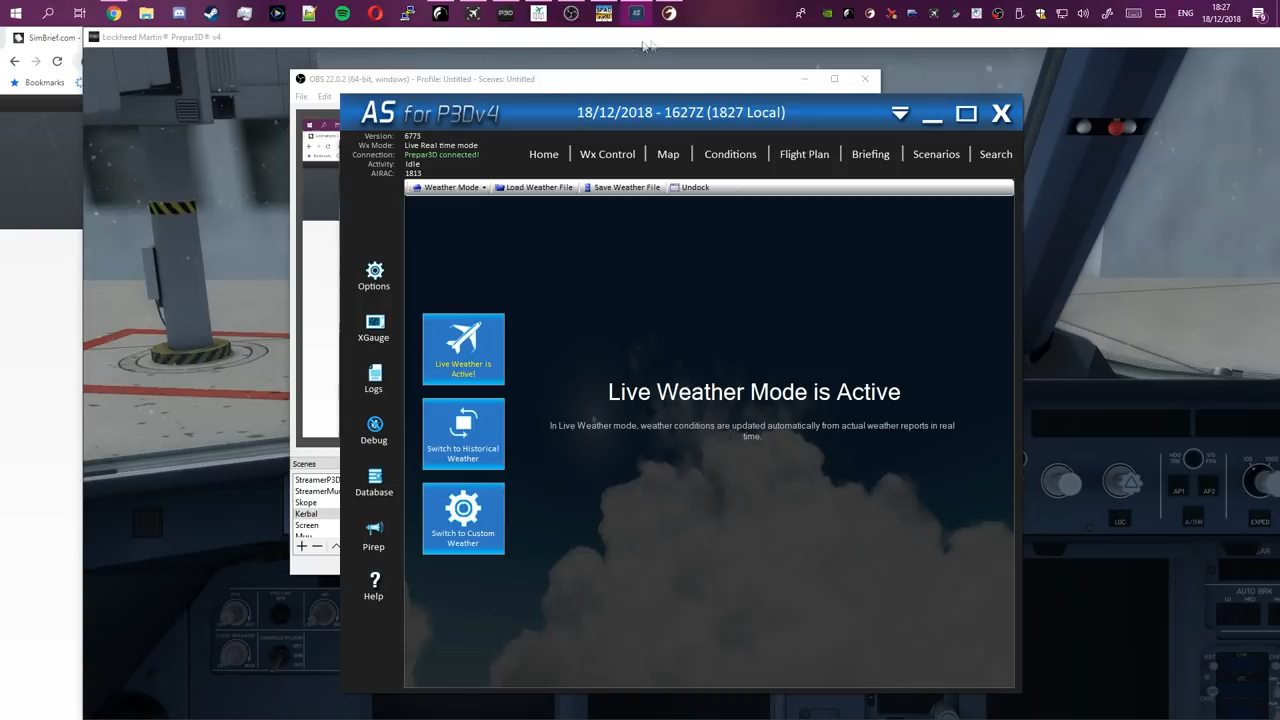 18:27
ENG
18/12/2018
SimBrief.com -
Lockheed Martin® Prepar3D® v4
Bookmarks
OBS 22.0.2 (64-bit, windows) - Profile: Untitled - Scenes: Untitled
File Edit
AS for P3Dv4
18/12/2018 - 1627Z (1827 Local)
Version: 6773
Wx Mode: Live Real time mode
Connection: Prepar3D connected!
Activity: Idle
AIRAC: 1813
Home
Wx Control
Map
Conditions
Flight Plan
Briefing
Scenarios
Search
Weather Mode
Load Weather File
Save Weather File
Undock
Options
XGauge
Logs
Debug
Database
Pirep
Help
Live Weather is
Active!
Switch to Historical
Weather
Switch to Custom
Weather
Live Weather Mode is Active
In Live Weather mode, weather conditions are updated automatically from actual weather reports in real
time.
Scenes
StreamerP3D
StreamerMu
Skope
Kerbal
Screen
AP1
AP2
LOC
A/THR
EXPED
AUTO BRK